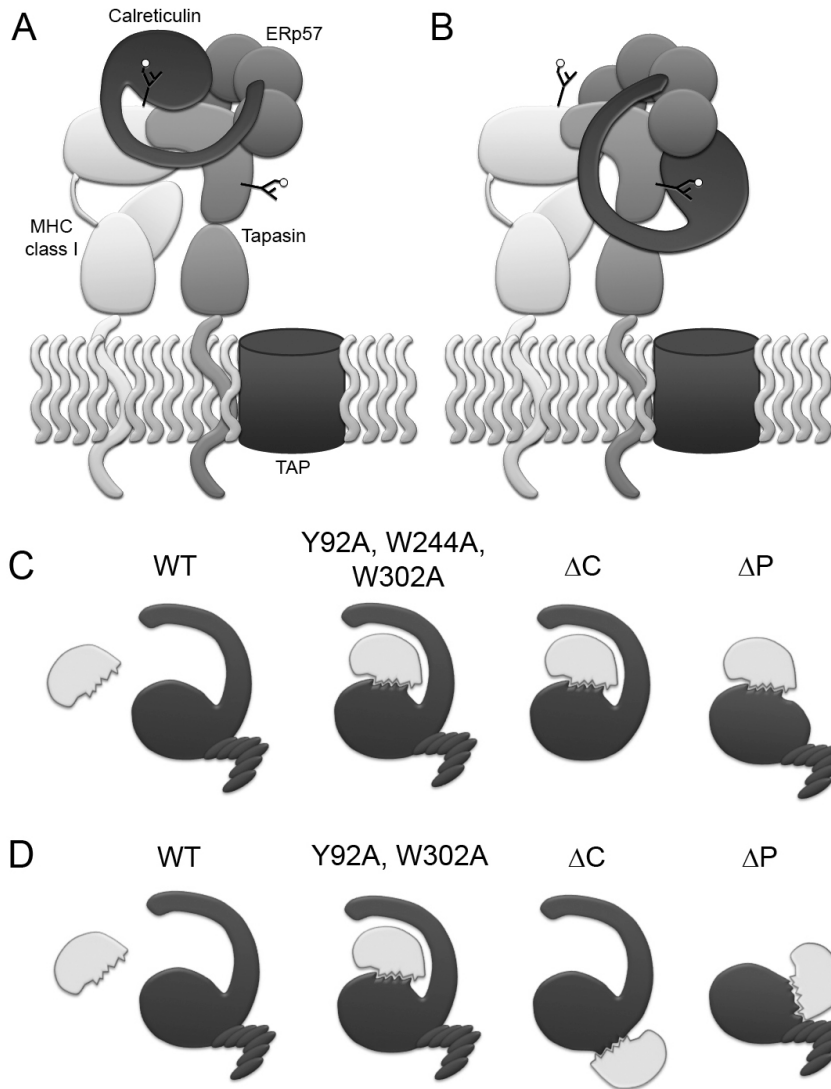 A
Calreticulin
ERp57
B
MHC
class I
Tapasin
TAP
C
WT
Y92A, W244A,
W302A
ΔC
ΔP
D
WT
Y92A, W302A
ΔC
ΔP